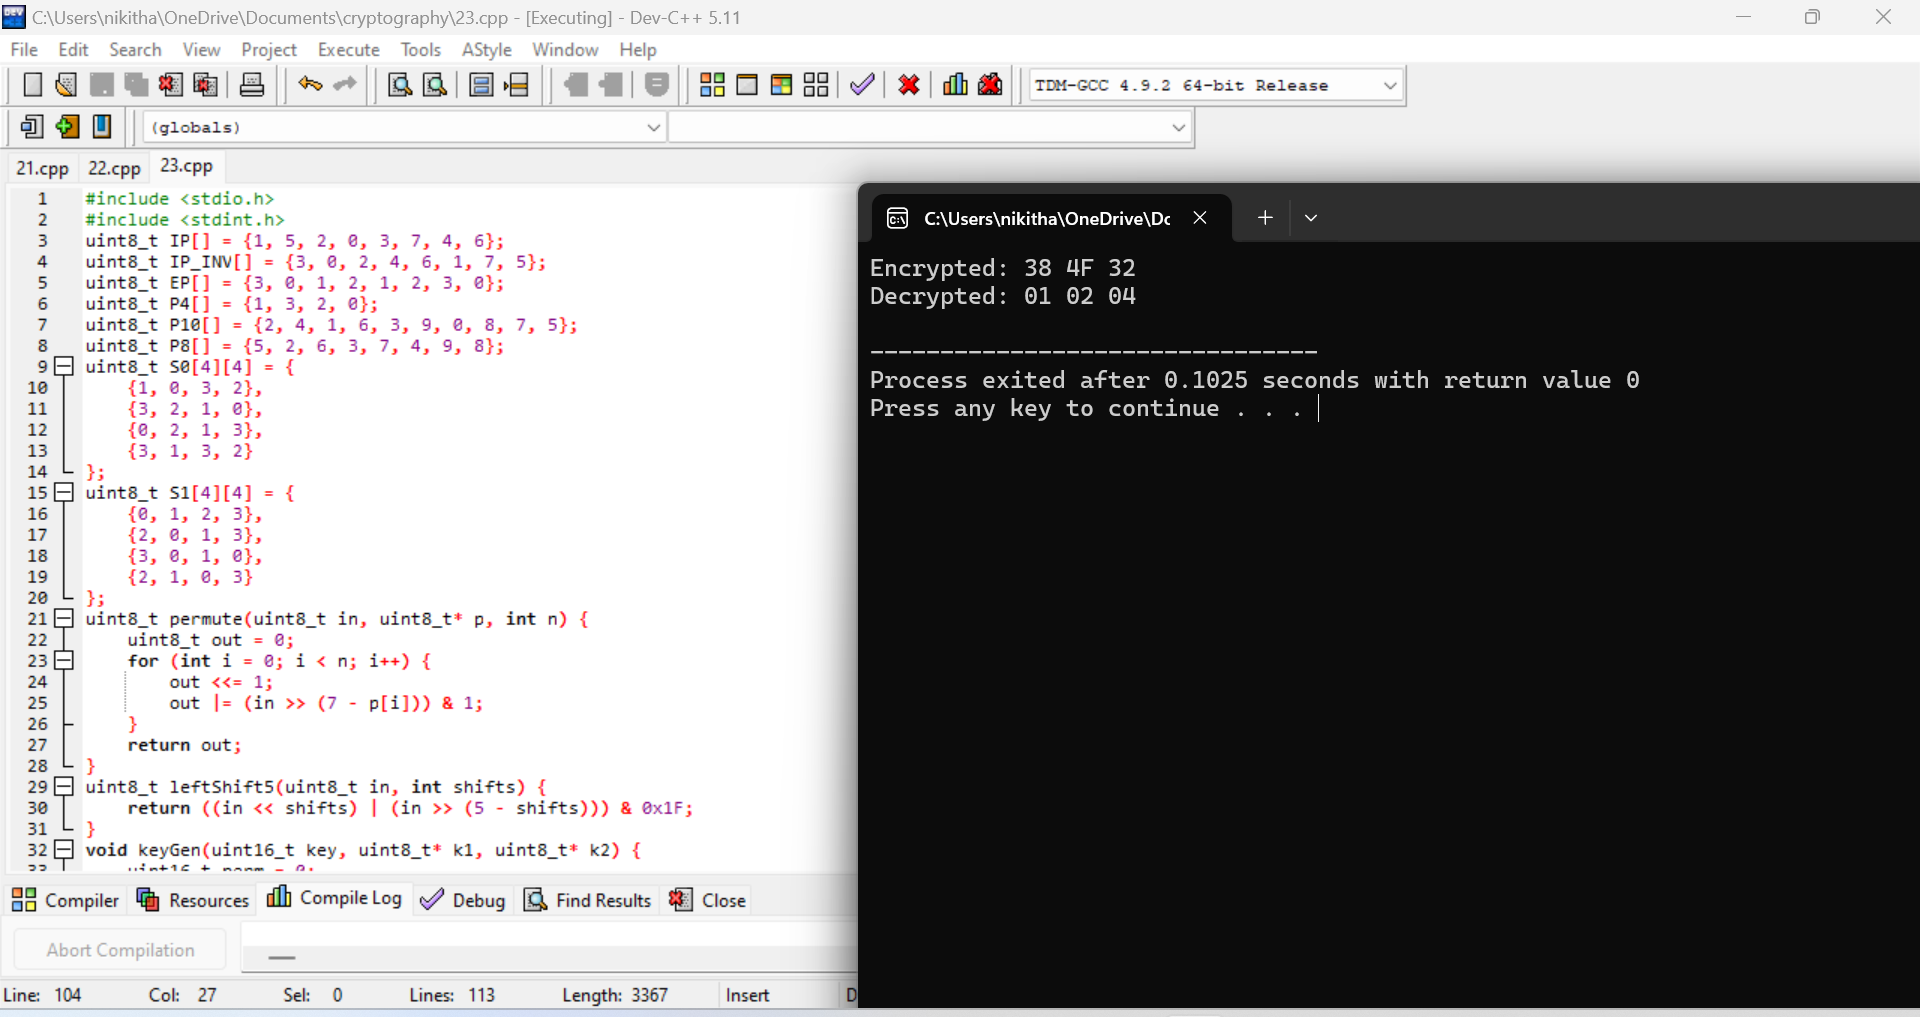 C:\Users\nikitha\OneDrive\Documents\cryptography\23.cpp - [Executing] - Dev-C++ 5.11
File Edit Search View Project Execute Tools AStyle Window Help
TDM-GCC 4.9.2 64-bit Release
(globals)
21.cpp 22.cpp 23.cpp
1 #include <stdio.h>
2 #include <stdint.h>
3 uint8_t IP[] = {1, 5, 2, 0, 3, 7, 4, 6};
4 uint8_t IP_INV[] = {3, 0, 2, 4, 6, 1, 7, 5};
5 uint8_t EP[] = {3, 0, 1, 2, 1, 2, 3, 0};
6 uint8_t P4[] = {1, 3, 2, 0};
7 uint8_t P10[] = {2, 4, 1, 6, 3, 9, 0, 8, 7, 5};
8 uint8_t P8[] = {5, 2, 6, 3, 7, 4, 9, 8};
9 uint8_t S0[4][4] = {
10 {1, 0, 3, 2},
11 {3, 2, 1, 0},
12 {0, 2, 1, 3},
13 {3, 1, 3, 2}
14 };
15 uint8_t S1[4][4] = {
16 {0, 1, 2, 3},
17 {2, 0, 1, 3},
18 {3, 0, 1, 0},
19 {2, 1, 0, 3}
20 };
21 uint8_t permute(uint8_t in, uint8_t* p, int n) {
22 uint8_t out = 0;
23 for (int i = 0; i < n; i++) {
24 out <<= 1;
25 out |= (in >> (7 - p[i])) & 1;
26 }
27 return out;
28 }
29 uint8_t leftShift5(uint8_t in, int shifts) {
30 return ((in << shifts) | (in >> (5 - shifts))) & 0x1F;
31 }
32 void keyGen(uint16_t key, uint8_t* k1, uint8_t* k2) {
33 uint16_t perm = 0;
C:\Users\nikitha\OneDrive\Dc
Encrypted: 38 4F 32
Decrypted: 01 02 04
--------------------------------
Process exited after 0.1025 seconds with return value 0
Press any key to continue . . .
Compiler Resources Compile Log Debug Find Results Close
Abort Compilation
Line: 104 Col: 27 Sel: 0 Lines: 113 Length: 3367 Insert D